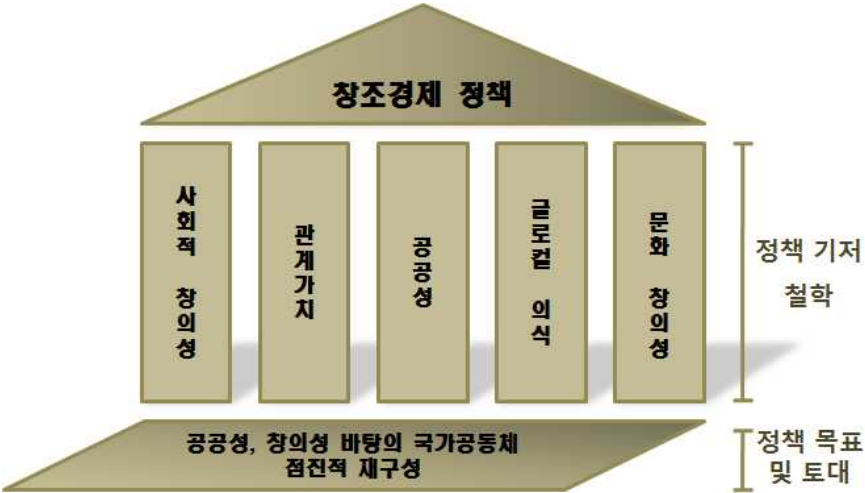 창조경제 정책
사회적 창의성
관계가치
공공성
글로컬 의식
문화 창의성
정책 기저
철학
공공성, 창의성 바탕의 국가공동체
점진적 재구성
정책 목표
및 토대